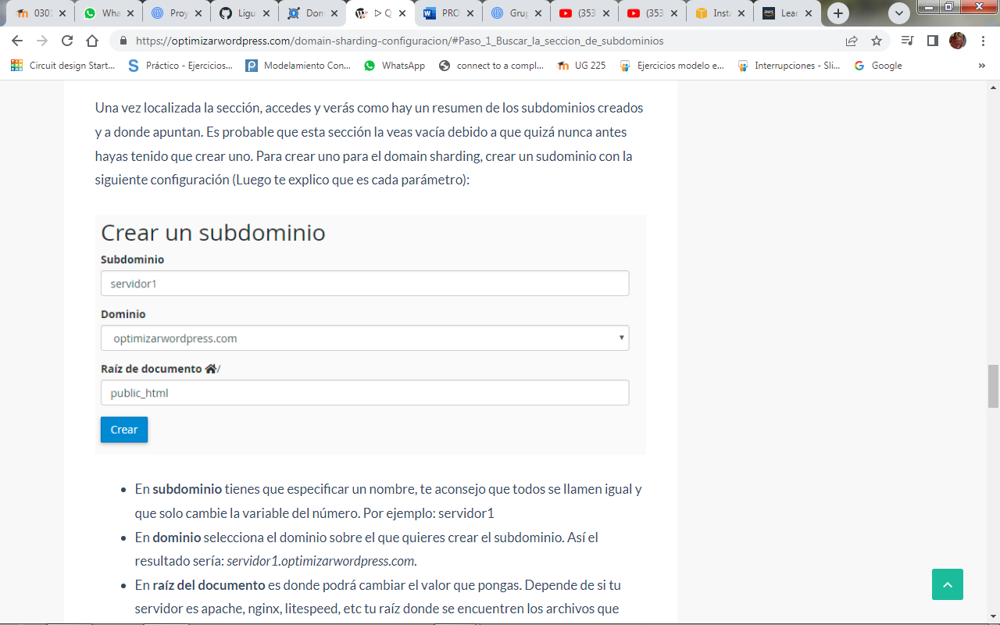 0301
Wha
Proy
Ligu
Don
▷ Q
PRO
Grup
(353
(353
Insta
aws
Lear
https://optimizarwordpress.com/domain-sharding-configuracion/#Paso_1_Buscar_la_seccion_de_subdominios
Circuit design Start...
Práctico - Ejercicios...
Modelamiento Con...
WhatsApp
connect to a compl...
UG 225
Ejercicios modelo e...
Interrupciones - Sli...
Google
»
Una vez localizada la sección, accedes y verás como hay un resumen de los subdominios creados
y a donde apuntan. Es probable que esta sección la veas vacía debido a que quizá nunca antes
hayas tenido que crear uno. Para crear uno para el domain sharding, crear un sudominio con la
siguiente configuración (Luego te explico que es cada parámetro):
Crear un subdominio
Subdominio
servidor1
Dominio
optimizarwordpress.com
Raíz de documento /
public_html
Crear
• En subdominio tienes que especificar un nombre, te aconsejo que todos se llamen igual y
que solo cambie la variable del número. Por ejemplo: servidor1
• En dominio selecciona el dominio sobre el que quieres crear el subdominio. Así el
resultado sería: servidor1.optimizarwordpress.com.
• En raíz del documento es donde podrá cambiar el valor que pongas. Depende de si tu
servidor es apache, nginx, litespeed, etc tu raíz donde se encuentren los archivos que